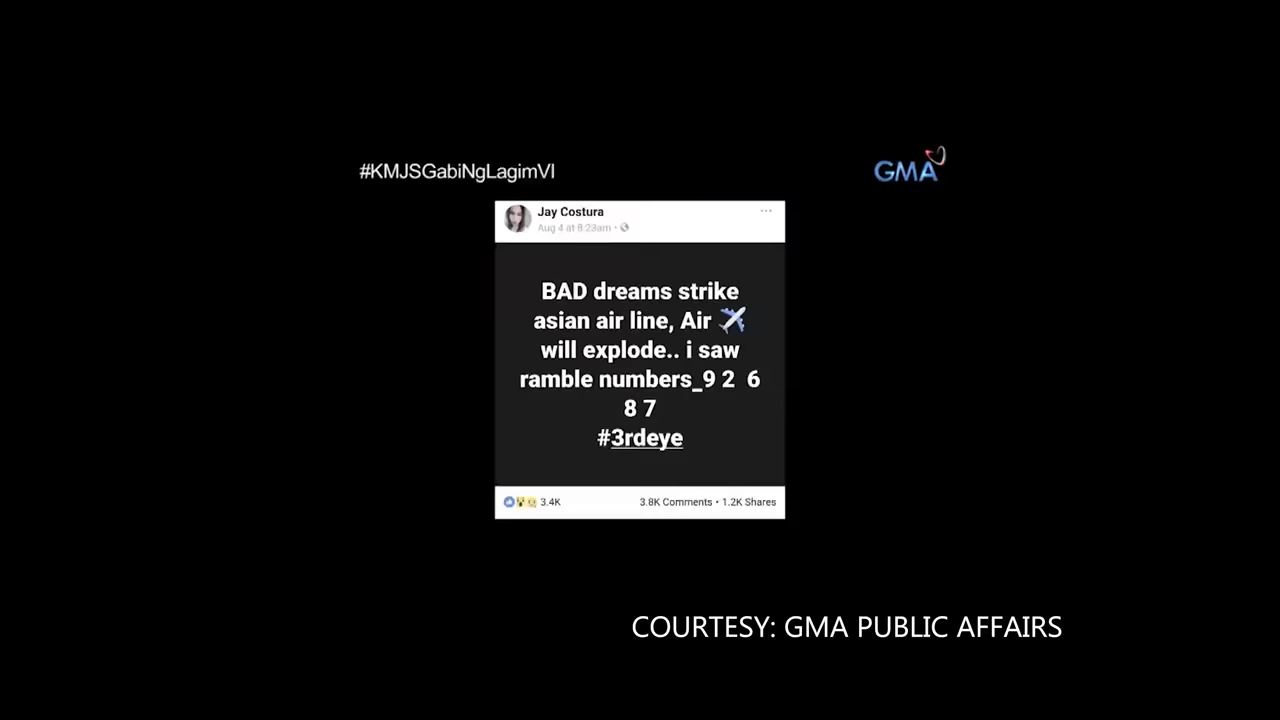 #KMJSGabiNgLagimVI
GMA
Jay Costura
Aug 4 at 8:23am
BAD dreams strike
asian air line, Air ✈️
will explode.. i saw
ramble numbers_9 2  6
8 7
#3rdeye
3.4K 3.8K Comments • 1.2K Shares
COURTESY: GMA PUBLIC AFFAIRS